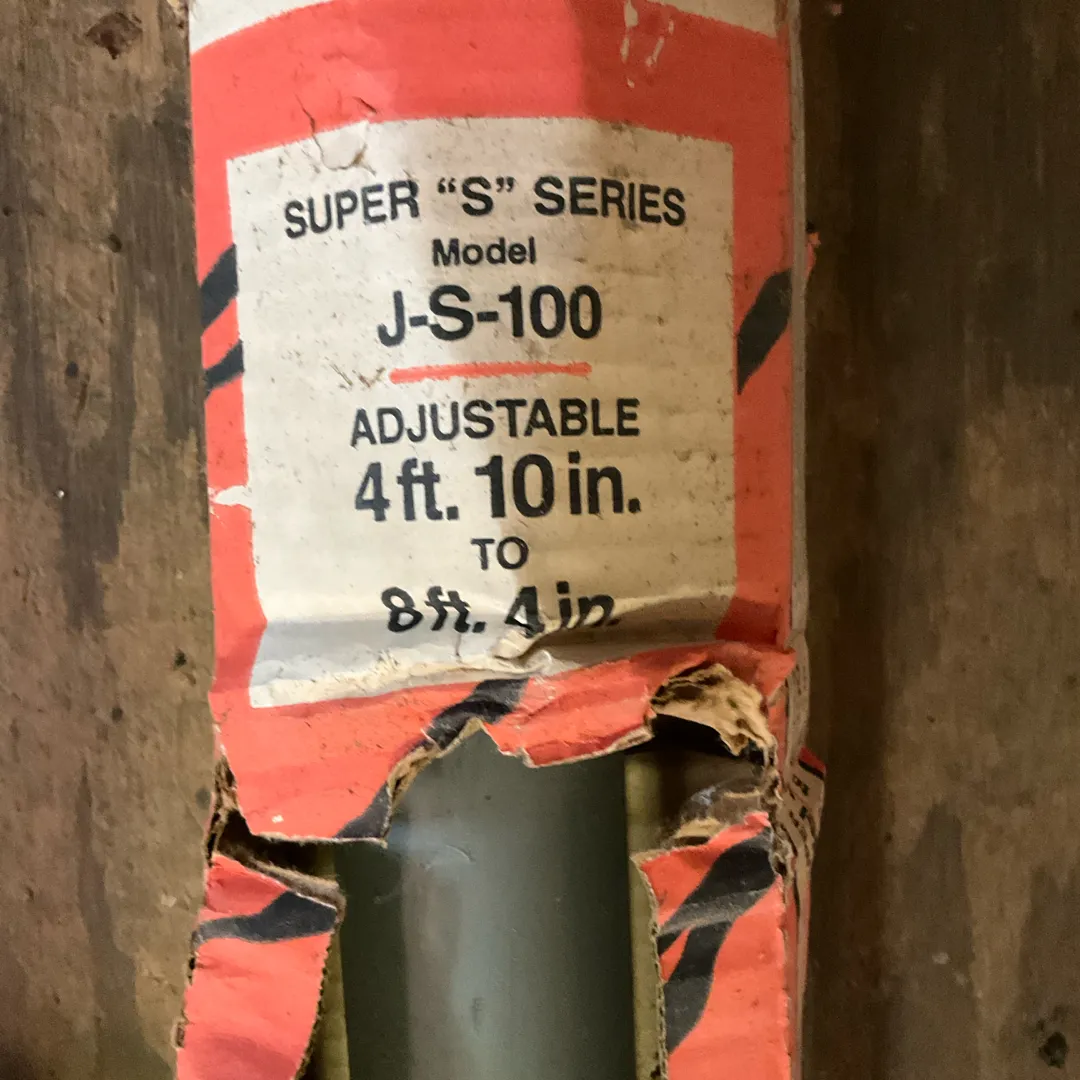 SUPER “S” SERIES
Model
J-S-100
ADJUSTABLE
4 ft. 10 in.
TO
8 ft. 4 in.